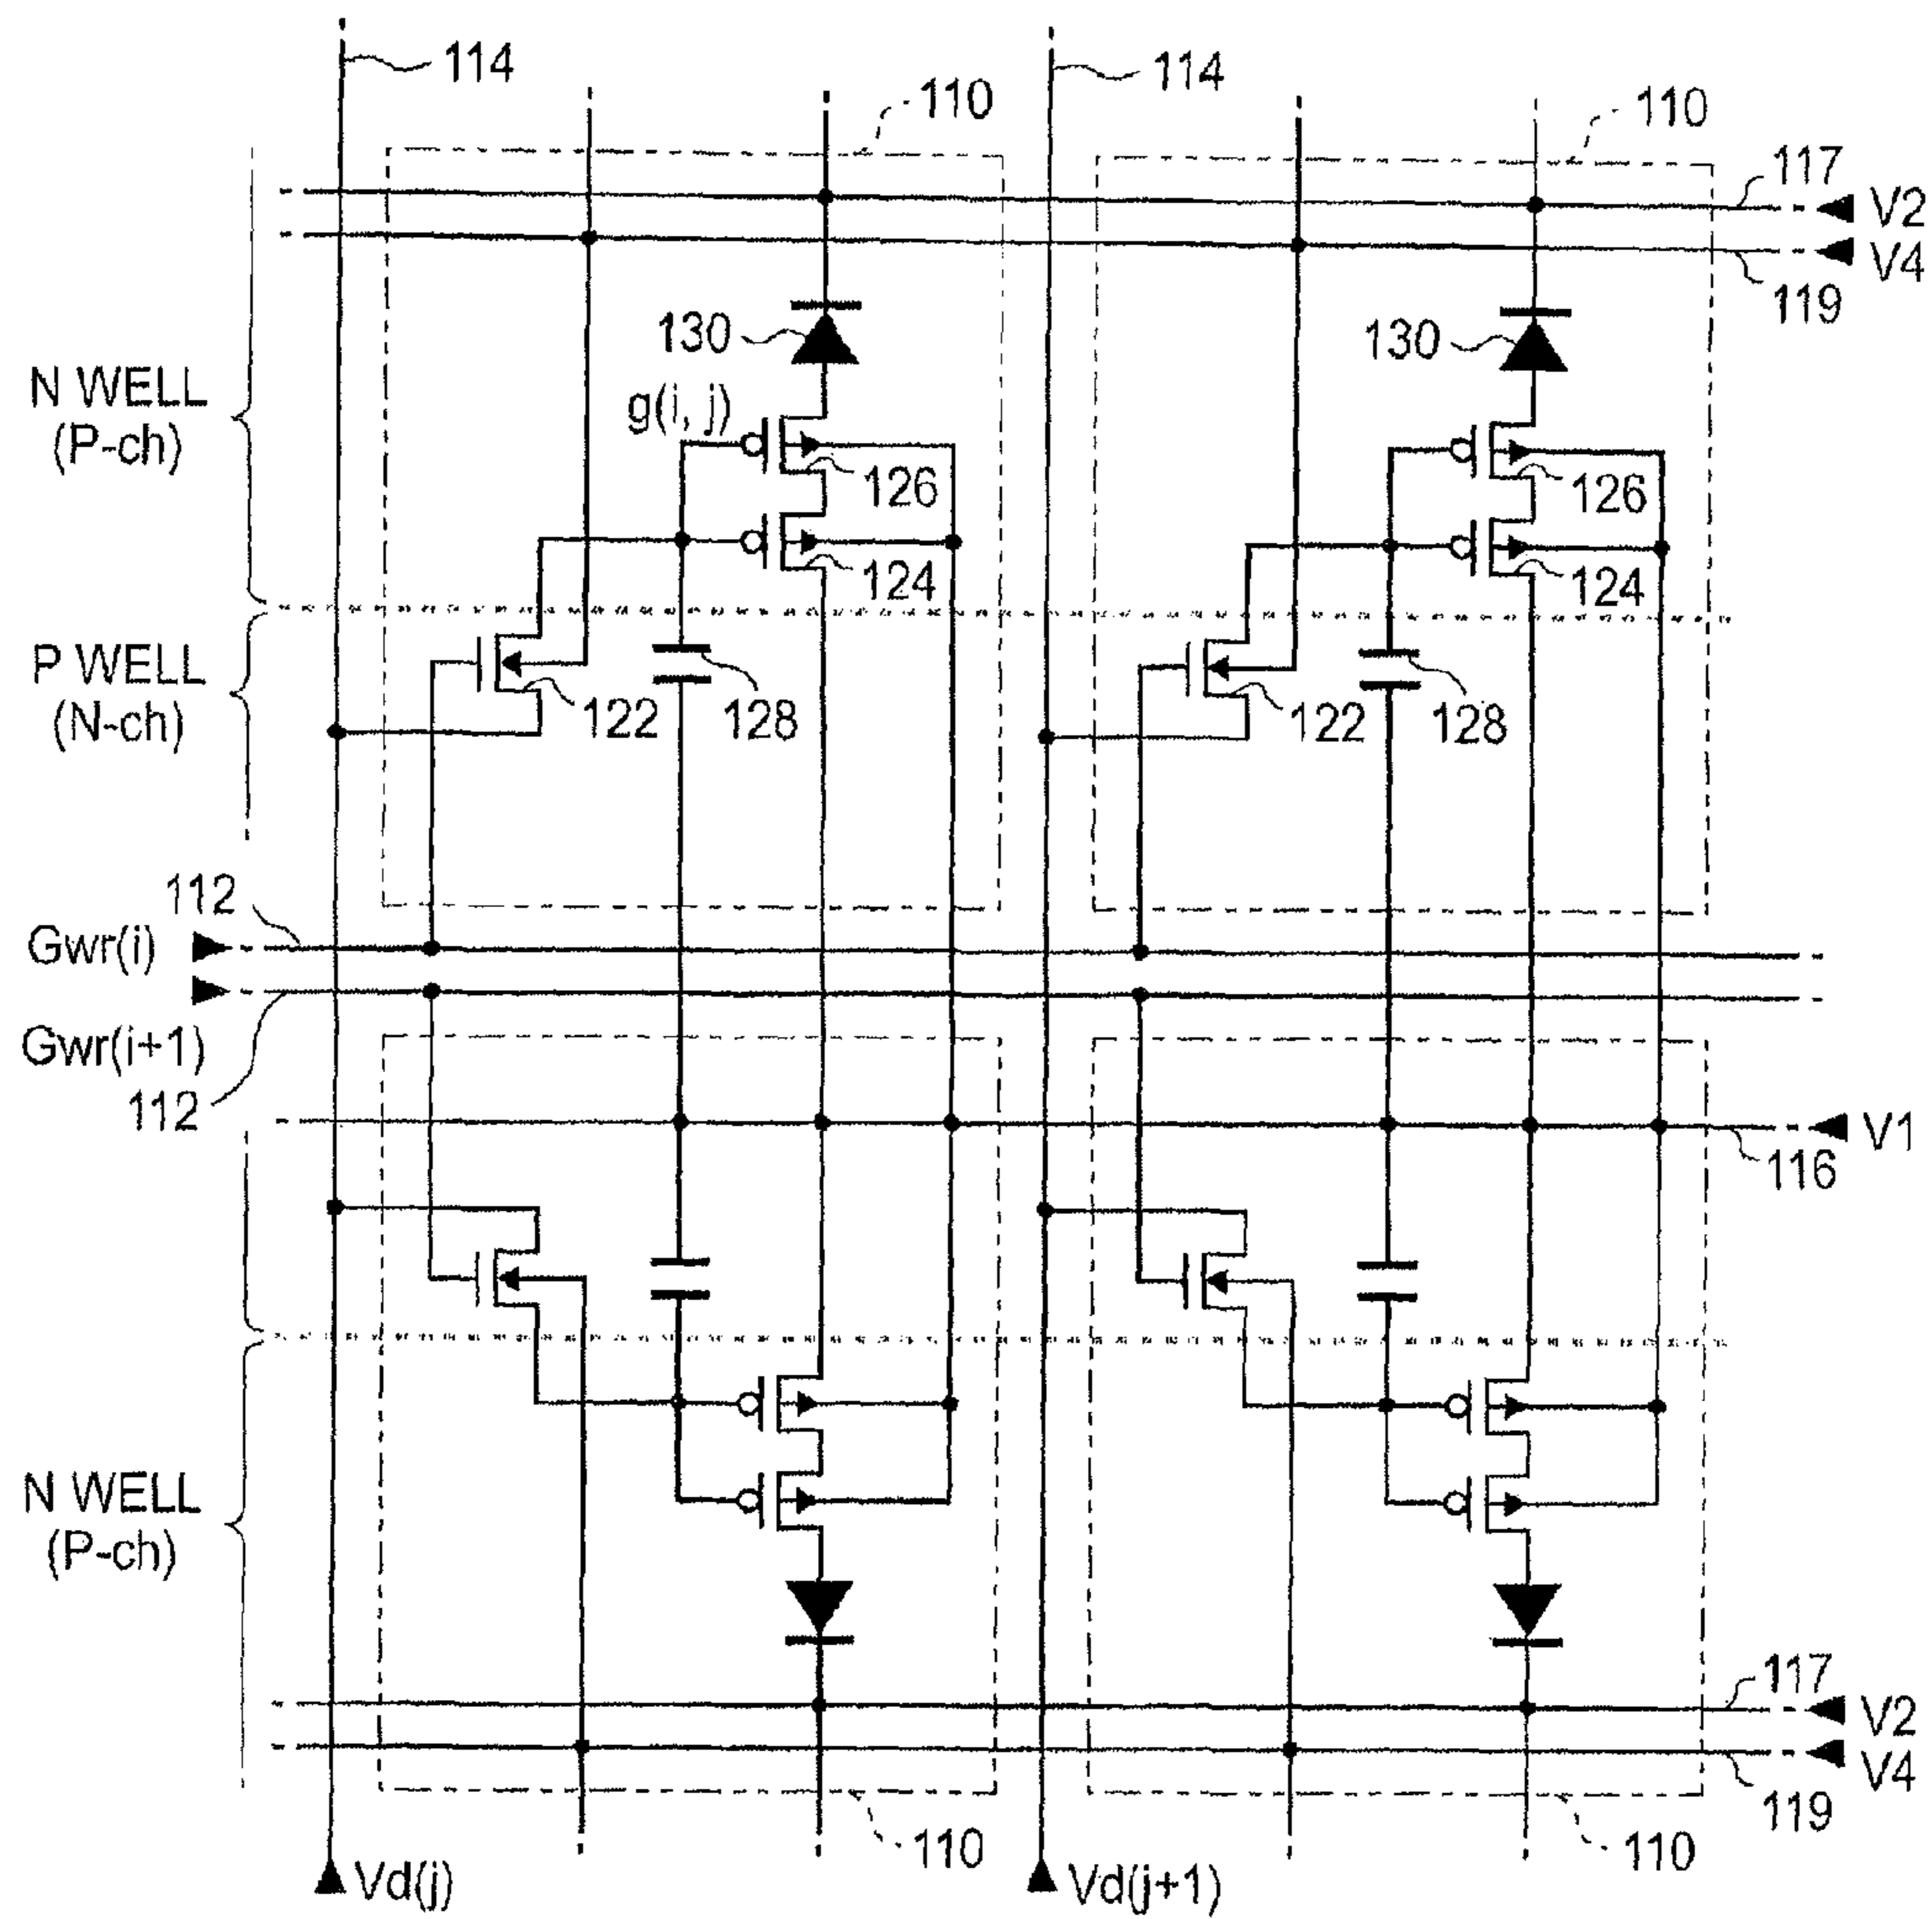 114
114
110
110
117
V2
V4
119
130
130
N WELL
(P-ch)
g(i, j)
126
126
124
124
P WELL
(N-ch)
122
128
122
128
112
Gwr(i)
Gwr(i+1)
112
V1
116
N WELL
(P-ch)
117
V2
V4
119
110
110
Vd(j)
Vd(j+1)